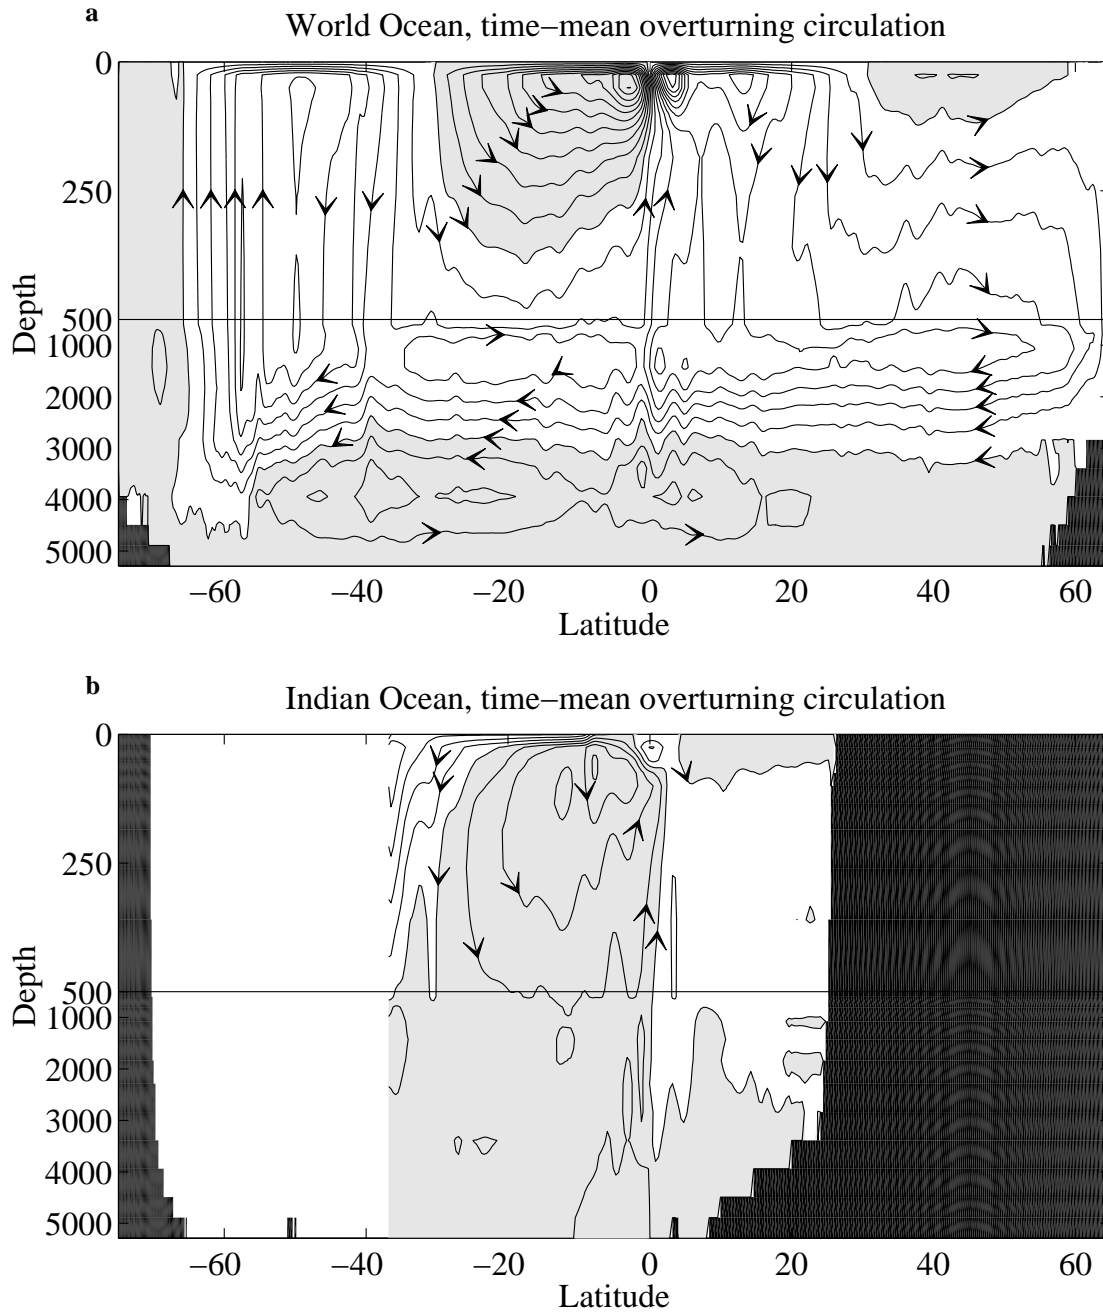 a
World Ocean, time−mean overturning circulation
0
250
500
1000
2000
3000
4000
5000
Depth
−60 −40 −20 0 20 40 60
Latitude
b
Indian Ocean, time−mean overturning circulation
0
250
500
1000
2000
3000
4000
5000
Depth
−60 −40 −20 0 20 40 60
Latitude